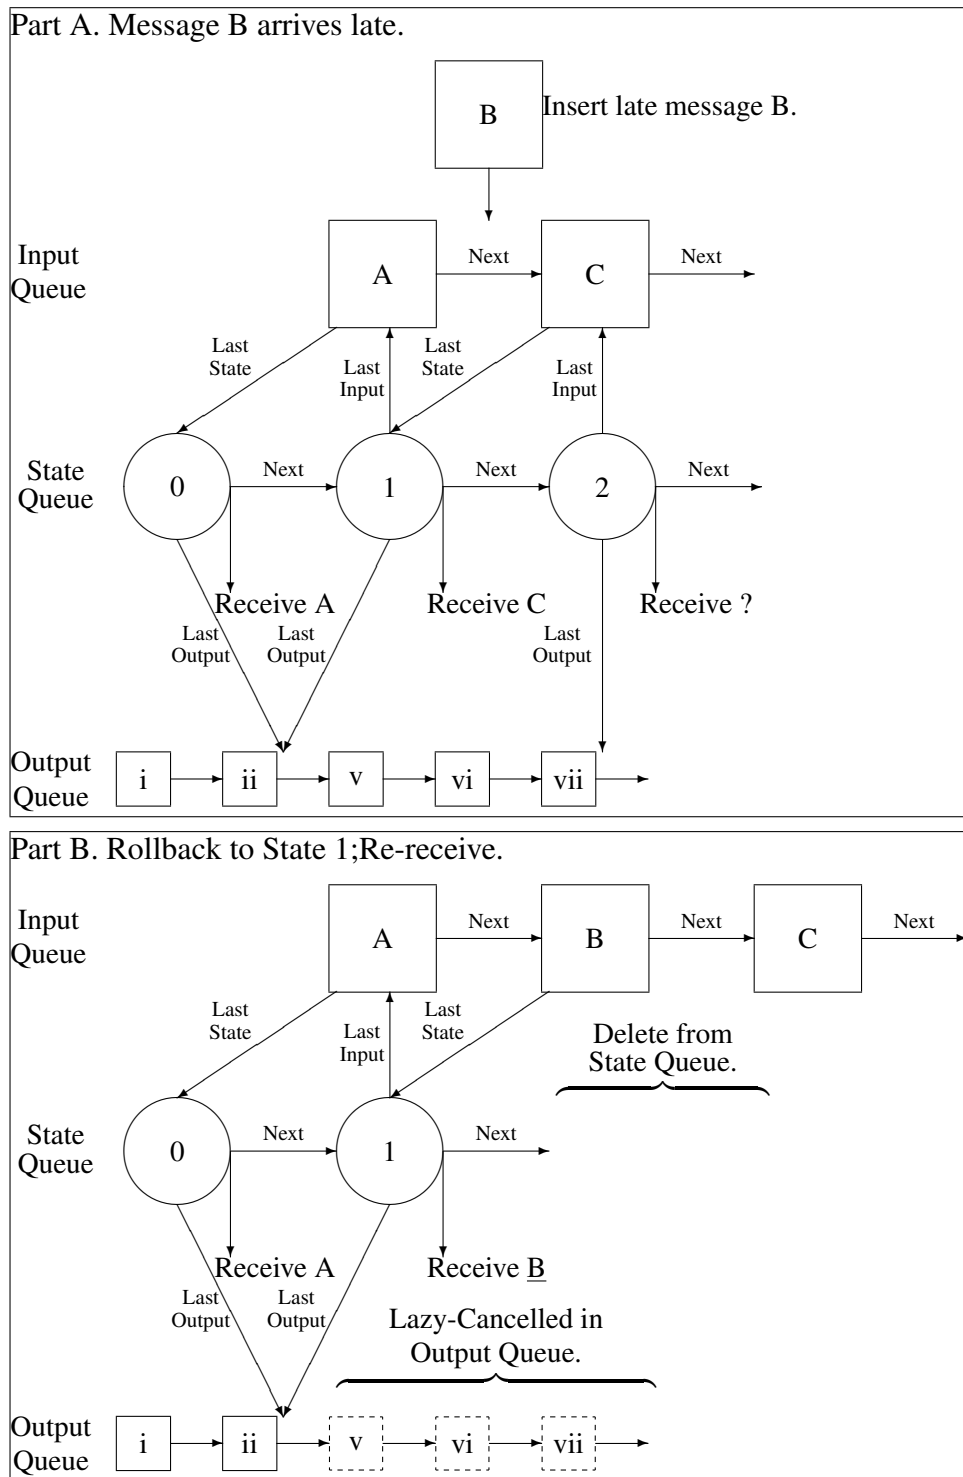 Part A. Message B arrives late.
B
Insert late message B.
Input
Queue
A
Next
C
Next
Last
State
Last
Input
Last
State
Last
Input
State
Queue
0
Next
1
Next
2
Next
Receive A
Receive C
Receive ?
Last
Output
Last
Output
Last
Output
Output
Queue
i
ii
v
vi
vii
Part B. Rollback to State 1;Re-receive.
Input
Queue
A
Next
B
Next
C
Next
Last
State
Last
Input
Last
State
Delete from
State Queue.
State
Queue
0
Next
1
Next
Receive A
Receive B
Last
Output
Last
Output
Lazy-Cancelled in
Output Queue.
Output
Queue
i
ii
v
vi
vii